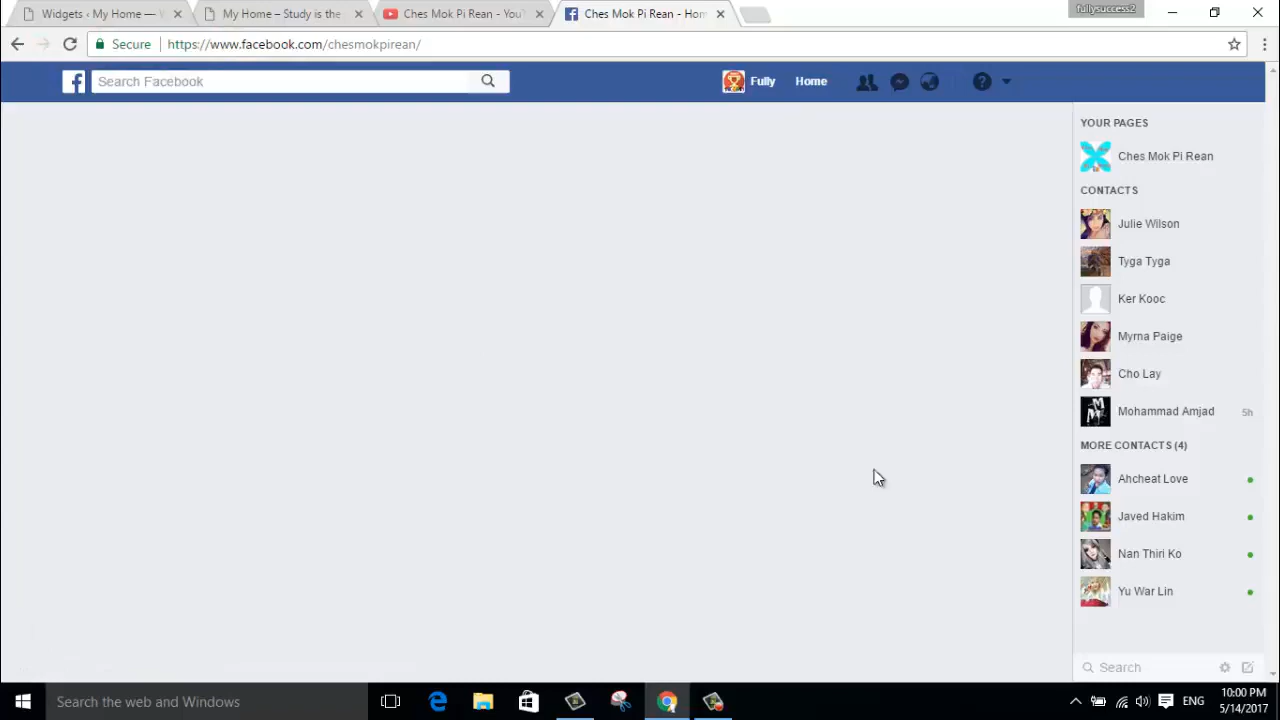 Widgets ‹ My Home —
My Home – Study is the
Ches Mok Pi Rean - You
Ches Mok Pi Rean - Hom
fullysuccess2
Secure
https://www.facebook.com/chesmokpirean/
Search Facebook
Fully
Home
YOUR PAGES
Ches Mok Pi Rean
CONTACTS
Julie Wilson
Tyga Tyga
Ker Kooc
Myrna Paige
Cho Lay
Mohammad Amjad 5h
MORE CONTACTS (4)
Ahcheat Love
Javed Hakim
Nan Thiri Ko
Yu War Lin
Search
Search the web and Windows
ENG
10:00 PM
5/14/2017